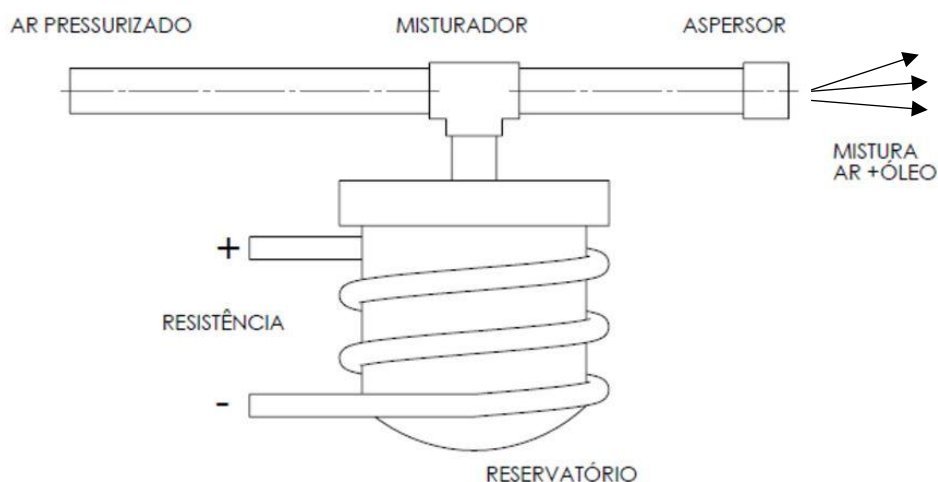 AR PRESSURIZADO
MISTURADOR
ASPERSOR
MISTURA
AR +ÓLEO
+
RESISTÊNCIA
-
RESERVATÓRIO